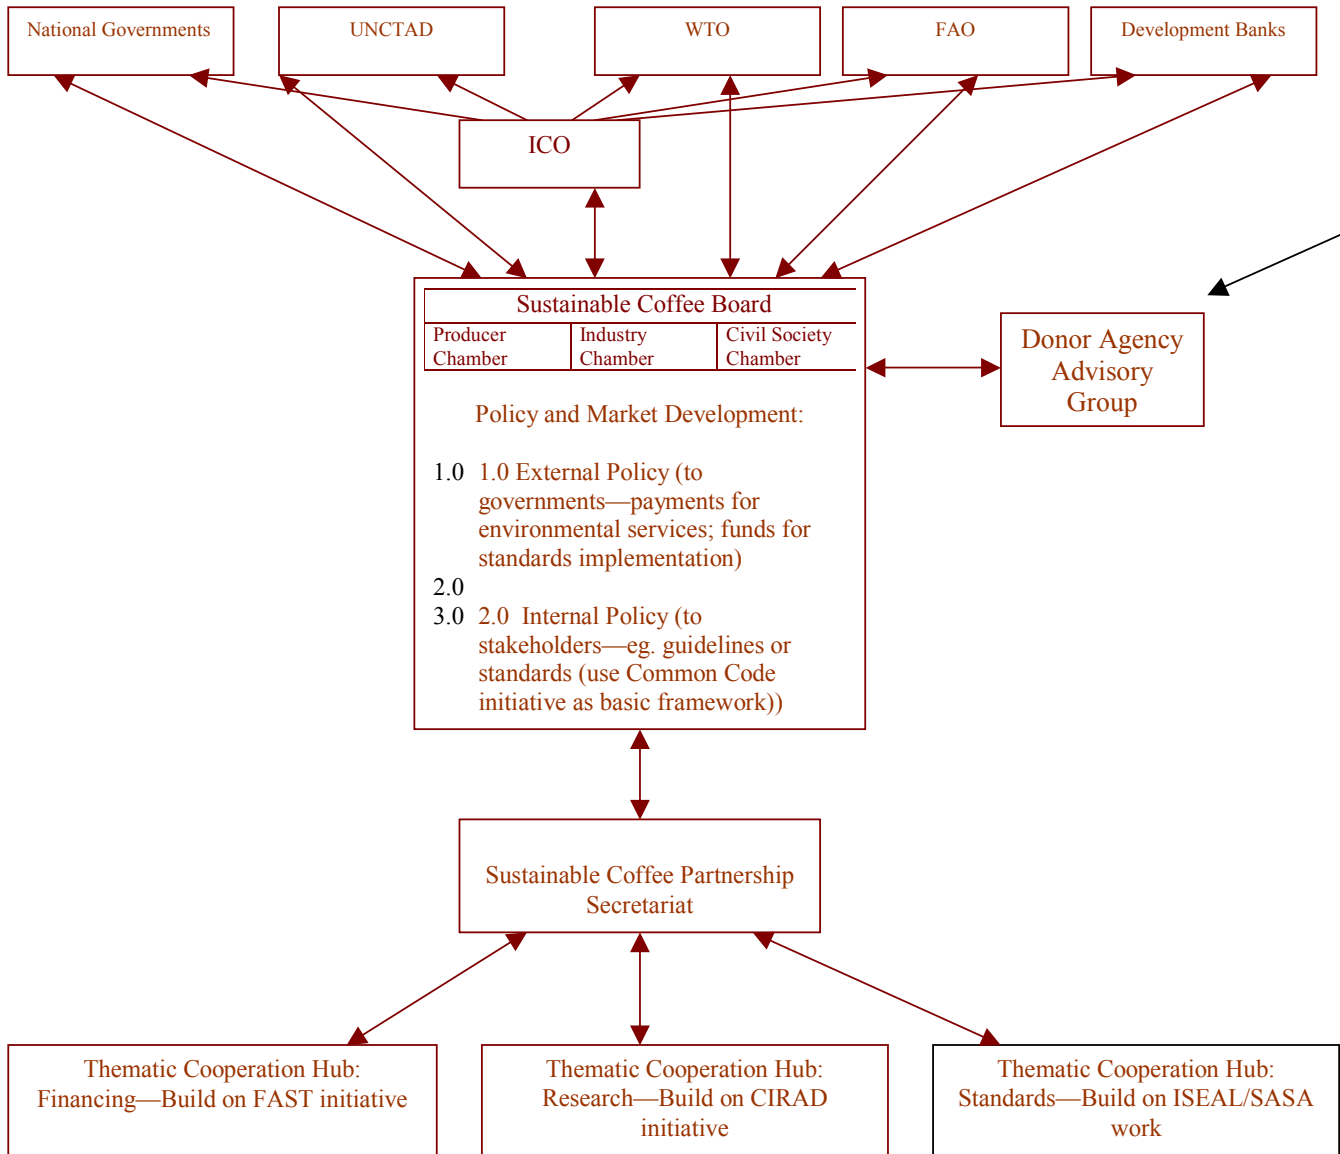 National Governments
UNCTAD
WTO
FAO
Development Banks
ICO
Sustainable Coffee Board
Producer
Chamber
Industry
Chamber
Civil Society
Chamber
Donor Agency
Advisory
Group
Policy and Market Development:
1.0 1.0 External Policy (to
governments—payments for
environmental services; funds for
standards implementation)
2.0
3.0 2.0 Internal Policy (to
stakeholders—eg. guidelines or
standards (use Common Code
initiative as basic framework))
Sustainable Coffee Partnership
Secretariat
Thematic Cooperation Hub:
Financing—Build on FAST initiative
Thematic Cooperation Hub:
Research—Build on CIRAD
initiative
Thematic Cooperation Hub:
Standards—Build on ISEAL/SASA
work